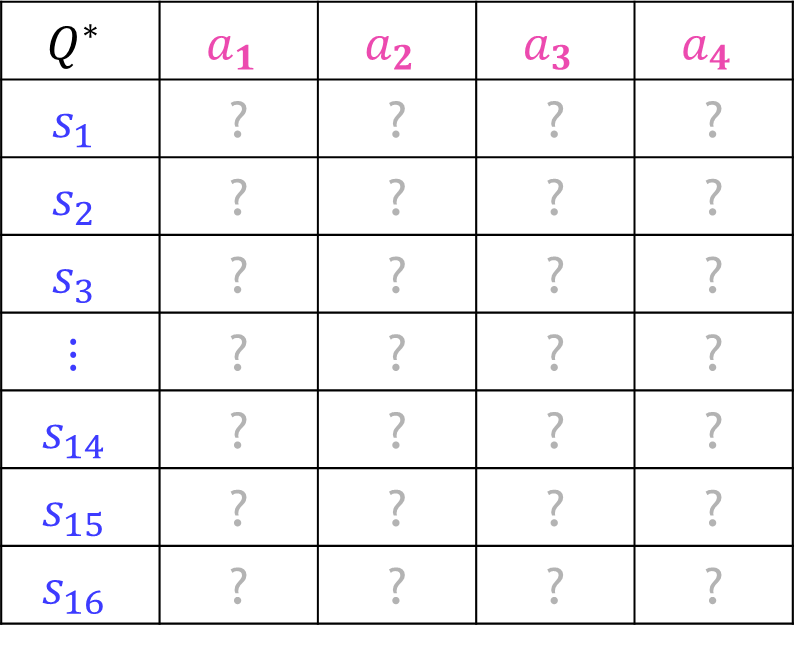 Q* a₁ a₂ a₃ a₄
s₁ ? ? ? ?
s₂ ? ? ? ?
s₃ ? ? ? ?
⋮ ? ? ? ?
s₁₄ ? ? ? ?
s₁₅ ? ? ? ?
s₁₆ ? ? ? ?